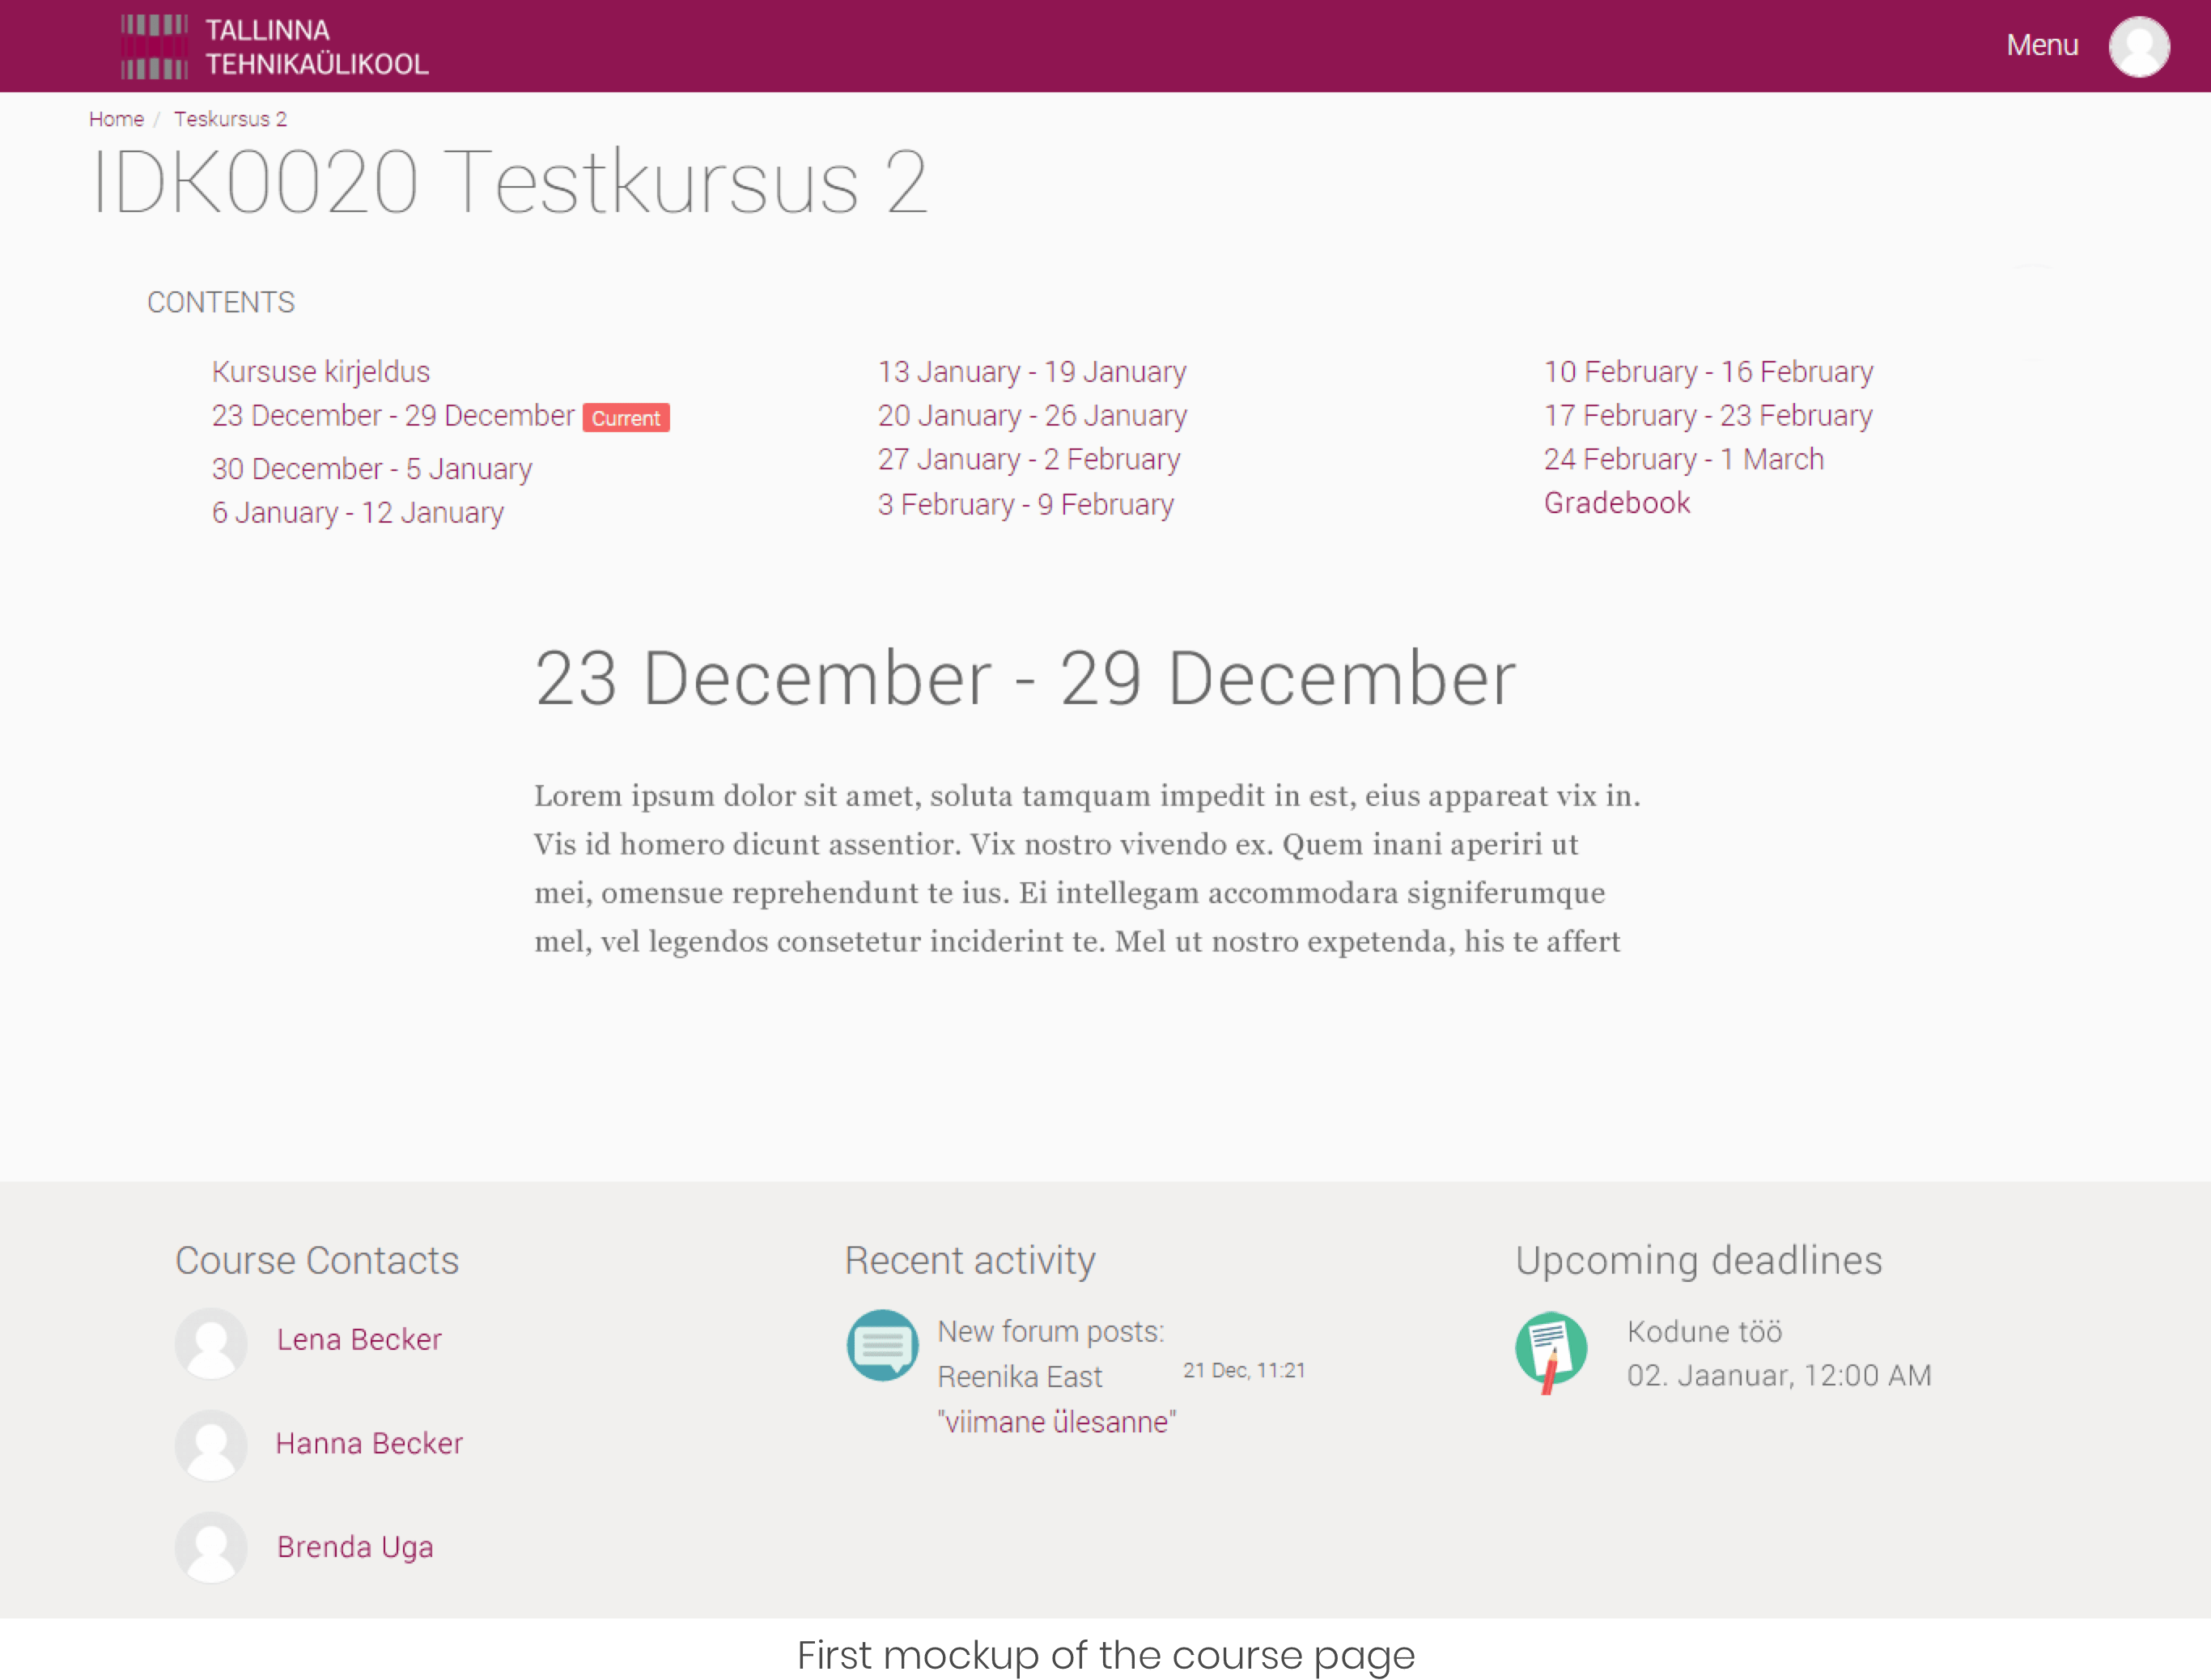 TALLINNA
TEHNIKAÜLIKOOL
Menu
Home / Teskursus 2
IDK0020 Testkursus 2
CONTENTS
Kursuse kirjeldus
23 December - 29 December Current
30 December - 5 January
6 January - 12 January
13 January - 19 January
20 January - 26 January
27 January - 2 February
3 February - 9 February
10 February - 16 February
17 February - 23 February
24 February - 1 March
Gradebook
23 December - 29 December
Lorem ipsum dolor sit amet, soluta tamquam impedit in est, eius appareat vix in.
Vis id homero dicunt assentior. Vix nostro vivendo ex. Quem inani aperiri ut
mei, omensue reprehendunt te ius. Ei intellegam accommodara signiferumque
mel, vel legendos consetetur inciderint te. Mel ut nostro expetenda, his te affert
Course Contacts
Lena Becker
Hanna Becker
Brenda Uga
Recent activity
New forum posts:
Reenika East 21 Dec, 11:21
"viimane ülesanne"
Upcoming deadlines
Kodune töö
02. Jaanuar, 12:00 AM
First mockup of the course page